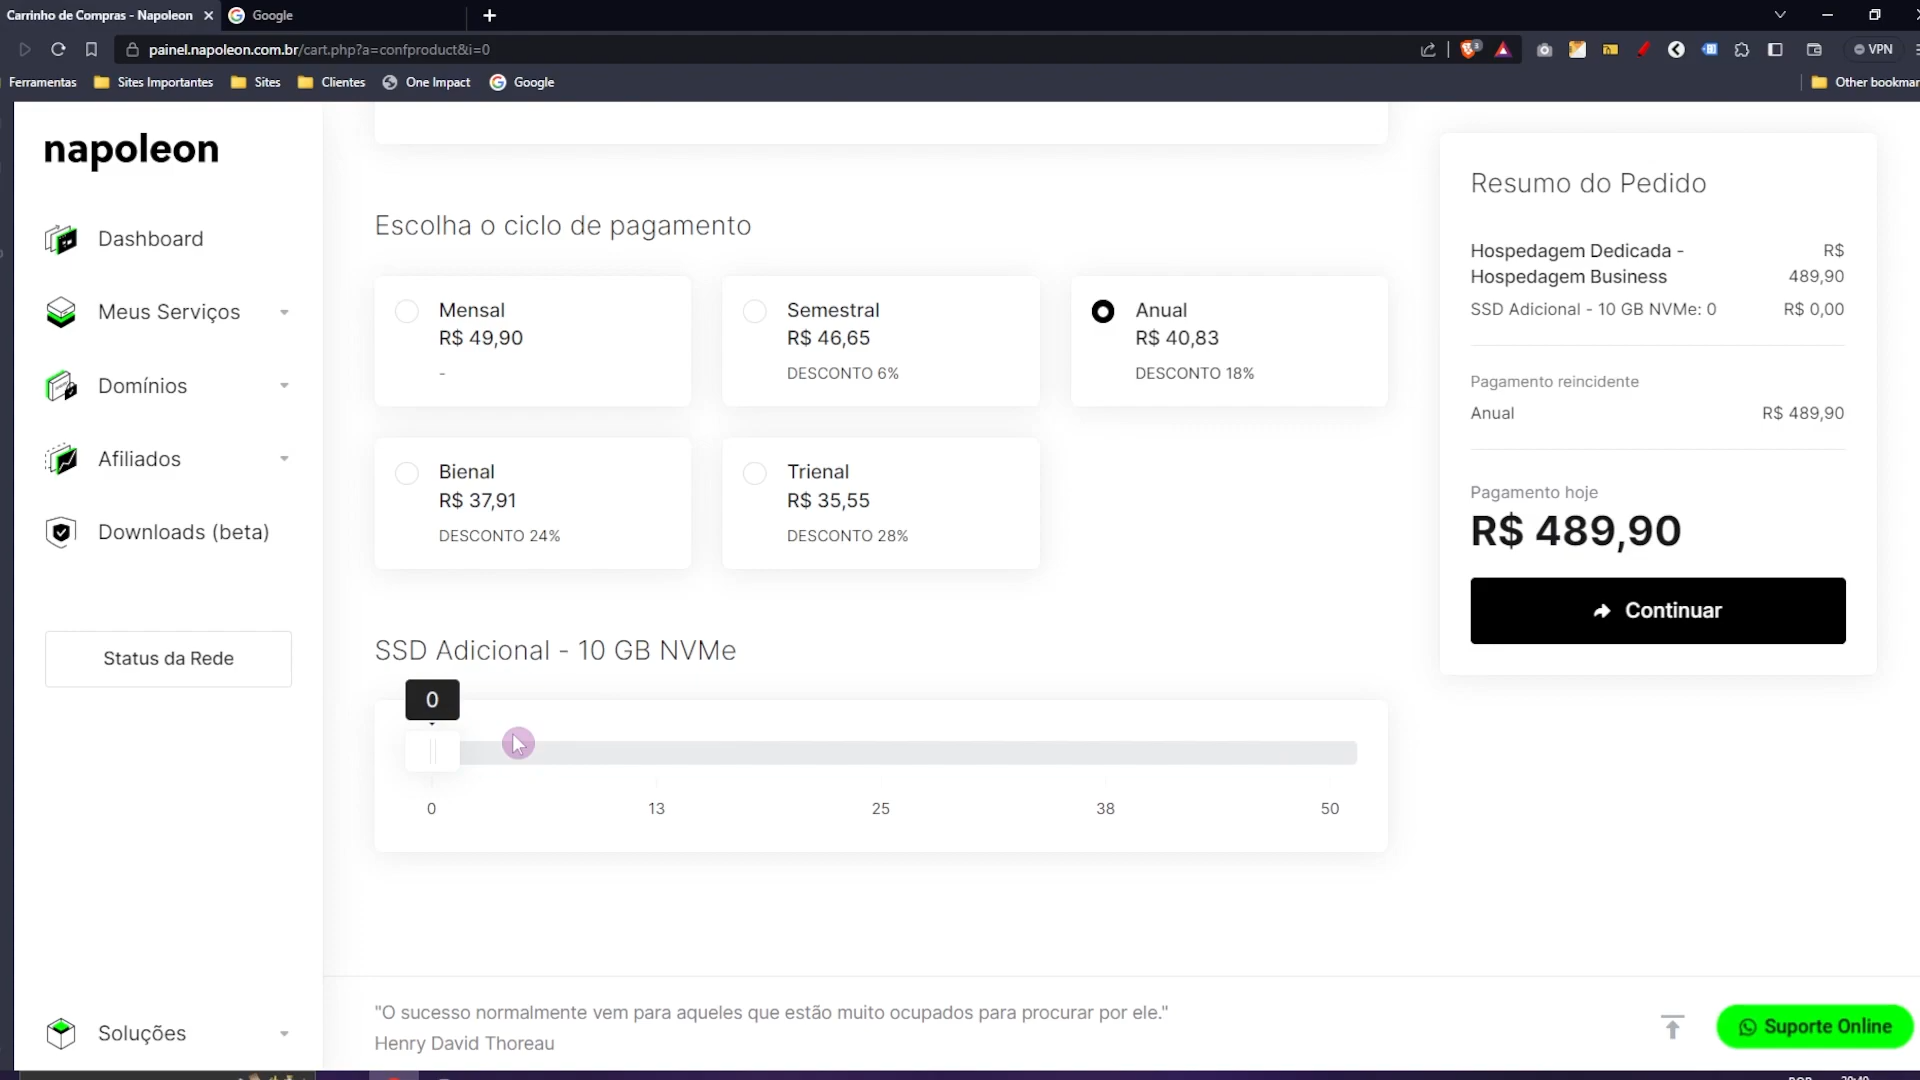 Carrinho de Compras - Napoleon
Google
painel.napoleon.com.br/cart.php?a=confproduct&i=0
VPN
Ferramentas
Sites Importantes
Sites
Clientes
One Impact
Google
Other bookmar
napoleon
Dashboard
Meus Serviços
Domínios
Afiliados
Downloads (beta)
Status da Rede
Soluções
Escolha o ciclo de pagamento
Mensal
R$ 49,90
-
Semestral
R$ 46,65
DESCONTO 6%
Anual
R$ 40,83
DESCONTO 18%
Bienal
R$ 37,91
DESCONTO 24%
Trienal
R$ 35,55
DESCONTO 28%
SSD Adicional - 10 GB NVMe
0
0 13 25 38 50
Resumo do Pedido
Hospedagem Dedicada - R$
Hospedagem Business 489,90
SSD Adicional - 10 GB NVMe: 0 R$ 0,00
Pagamento reincidente
Anual R$ 489,90
Pagamento hoje
R$ 489,90
Continuar
"O sucesso normalmente vem para aqueles que estão muito ocupados para procurar por ele."
Henry David Thoreau
Suporte Online